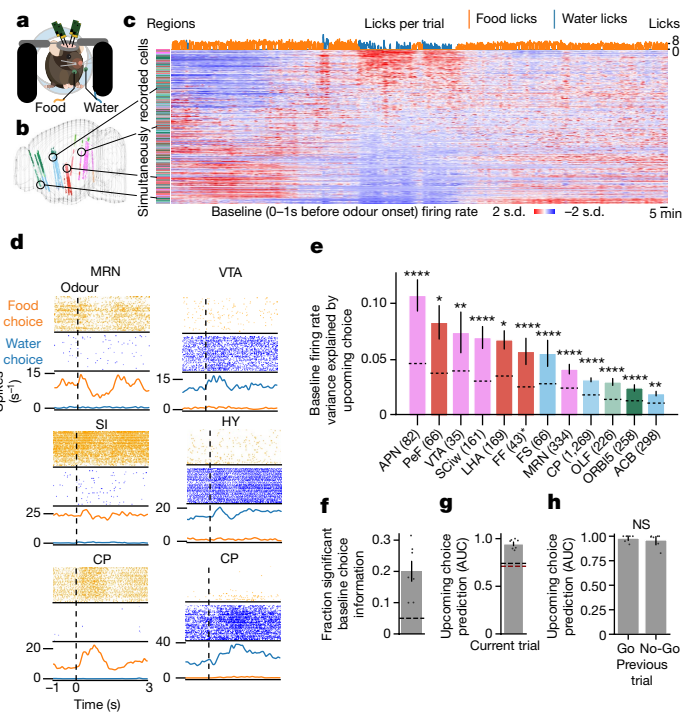 a
b
c
Regions
Licks per trial
Food licks
Water licks
Licks
8
0
Food
Water
Simultaneously recorded cells
Baseline (0–1s before odour onset) firing rate
2 s.d.
−2 s.d.
5 min
d
MRN
VTA
Odour
Food choice
Water choice
Spikes (s⁻¹)
15
0
15
0
SI
HY
25
0
20
0
CP
CP
20
0
40
0
−1
0
3
Time (s)
e
Baseline firing rate
variance explained by
upcoming choice
0.10
0.05
0
****
*
**
****
*
****
****
****
****
****
****
**
APN (82)
PeF (66)
VTA (35)
SCiw (161)
LHA (169)
FF (43)*
FS (66)
MRN (334)
CP (1,269)
OLF (226)
ORBI5 (258)
ACB (298)
f
Fraction significant
baseline choice
information
0.3
0.2
0.1
0
g
Upcoming choice
prediction (AUC)
1.00
0.5
0
Current trial
h
NS
Upcoming choice
prediction (AUC)
1.00
0.75
0.50
0.25
0
Go
No-Go
Previous
trial